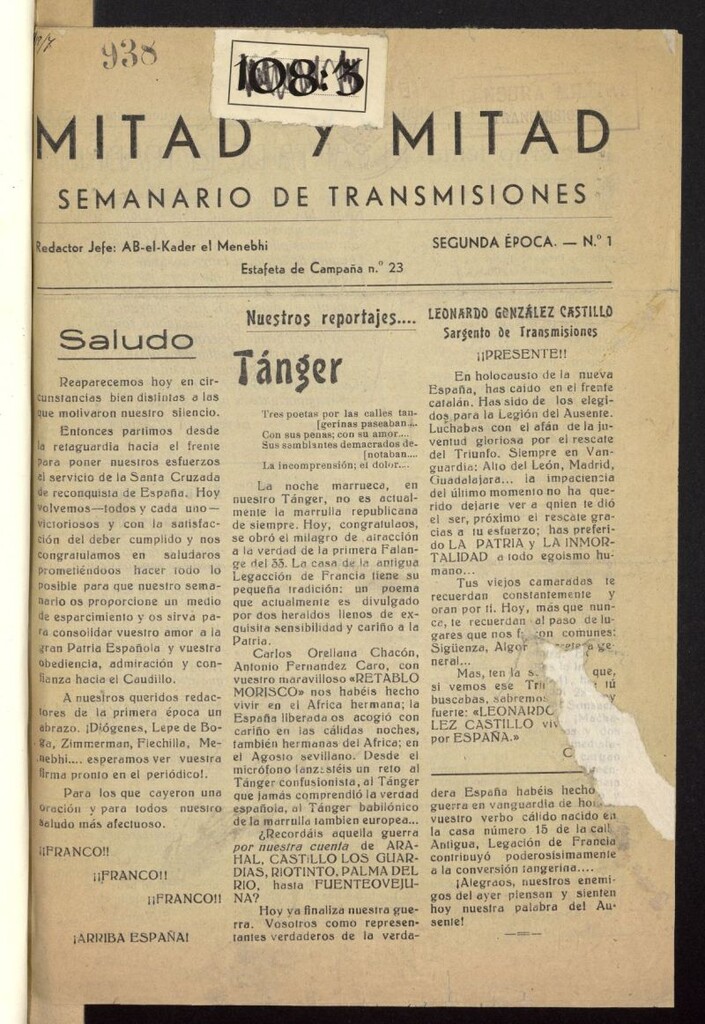 938
108:3
MITAD Y MITAD
SEMANARIO DE TRANSMISIONES
Redactor Jefe: AB-el-Kader el Menebhi
SEGUNDA ÉPOCA. — N.º 1
Estafeta de Campaña n.º 23
Saludo
Reaparecemos hoy en cir-
cunstancias bien distintas a las
que motivaron nuestro silencio.
Entonces partimos desde
la retaguardia hacia el frente
para poner nuestros esfuerzos
al servicio de la Santa Cruzada
de reconquista de España. Hoy
volvemos—todos y cada uno—
victoriosos y con la satisfac-
ción del deber cumplido y nos
congratulamos en saludaros
prometiéndoos hacer todo lo
posible para que nuestro sema-
nario os proporcione un medio
de esparcimiento y os sirva pa-
ra consolidar vuestro amor a la
gran Patria Española y vuestra
obediencia, admiración y con-
fianza hacia el Caudillo.
A nuestros queridos redac-
tores de la primera época un
abrazo. ¡Diógenes, Lepe de Bo-
ga, Zimmerman, Flechilla, Me-
nebhi.... esperamos ver vuestra
firma pronto en el periódico!.
Para los que cayeron una
oración y para todos nuestro
saludo más afectuoso.
¡¡FRANCO!!
¡¡FRANCO!!
¡¡FRANCO!!
¡ARRIBA ESPAÑA!
Nuestros reportajes....
Tánger
Tres poetas por las calles tan-
[gerinas paseaban...
Con sus penas; con su amor....
Sus semblantes demacrados de-
[notaban....
La incomprensión; el dolor....
La noche marrueca, en
nuestro Tánger, no es actual-
mente la marrulla republicana
de siempre. Hoy, congratulaos,
se obró el milagro de atracción
a la verdad de la primera Falan-
ge del 33. La casa de la antigua
Legacción de Francia tiene su
pequeña tradición: un poema
que actualmente es divulgado
por dos heraldos llenos de ex-
quisita sensibilidad y cariño a la
Patria.
Carlos Orellana Chacón,
Antonio Fernandez Caro, con
vuestro maravilloso «RETABLO
MORISCO» nos habéis hecho
vivir en el Africa hermana; la
España liberada os acogió con
cariño en las cálidas noches,
también hermanas del Africa; en
el Agosto sevillano. Desde el
micrófono lanzastéis un reto al
Tánger confusionista, al Tánger
que jamás comprendió la verdad
española, al Tánger babilónico
de la marrulla tambien europea...
¿Recordáis aquella guerra
por nuestra cuenta de ARA-
HAL, CASTILLO LOS GUAR-
DIAS, RIOTINTO, PALMA DEL
RIO, hasta FUENTEOVEJU-
NA?
Hoy ya finaliza nuestra gue-
rra. Vosotros como represen-
tantes verdaderos de la verda-
LEONARDO GONZÁLEZ CASTILLO
Sargento de Transmisiones
¡¡PRESENTE!!
En holocausto de la nueva
España, has caído en el frente
catalán. Has sido de los elegi-
dos para la Legión del Ausente.
Luchabas con el afán de la ju-
ventud gloriosa por el rescate
del Triunfo. Siempre en Van-
guardia: Alto del León, Madrid,
Guadalajara... la impaciencia
del último momento no ha que-
rido dejarte ver a quien te dió
el ser, próximo el rescate gra-
cias a tu esfuerzo; has preferi-
do LA PATRIA y LA INMOR-
TALIDAD a todo egoismo hu-
mano...
Tus viejos camaradas te
recuerdan constantemente y
oran por ti. Hoy, más que nun-
ca, te recuerdan al paso de lu-
gares que nos f on comunes:
Sigüenza, Algor ge-
neral...
Mas, ten la s que,
si vemos ese Tri tú
buscabas, sabremos y
fuerte: «LEONARDO
LEZ CASTILLO viv
por ESPAÑA.»
C
dera España habéis hecho
guerra en vanguardia de
vuestro verbo cálido nacido en
la casa número 15 de la call
Antigua, Legación de Francia
contribuyó poderosisimamente
a la conversión tangerina....
¡Alegraos, nuestros enemi-
gos del ayer piensan y sienten
hoy nuestra palabra del Au-
sente!